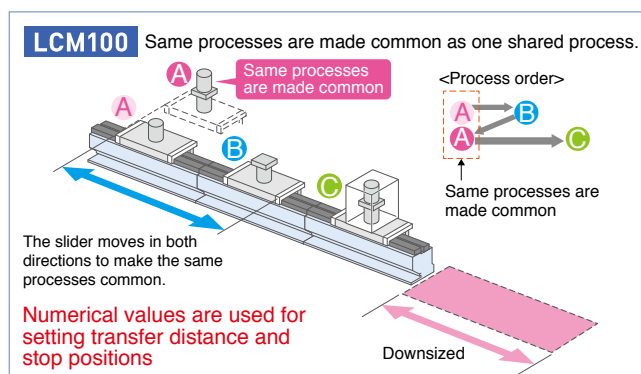 LCM100 Same processes are made common as one shared process.
A
Same processes
are made common
<Process order>
A
B
A
C
Same processes are
made common
A
B
C
The slider moves in both
directions to make the same
processes common.
Numerical values are used for
setting transfer distance and
stop positions
Downsized